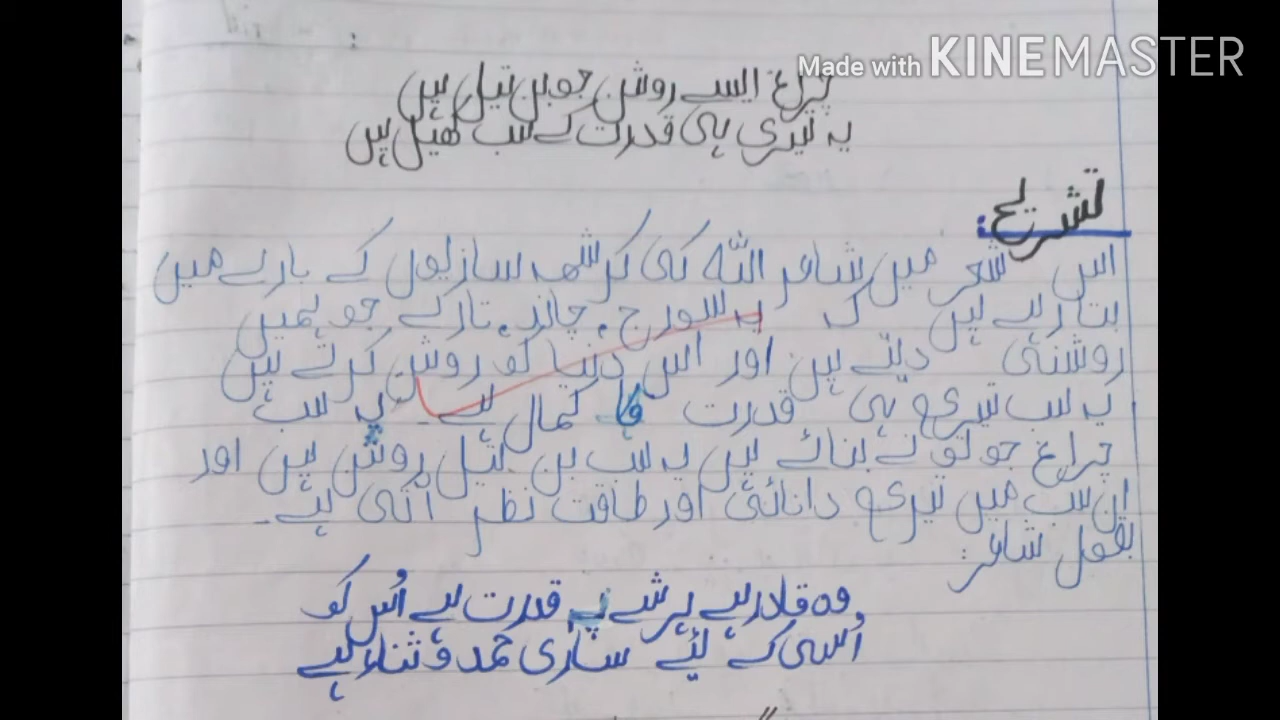 Made with KINEMASTER
چراغ ایسے روشن جو بن تیل ہیں
یہ تیری ہی قدرت کے سب کھیل ہیں
تشریح:
اس شعر میں شاعر اللہ کی کرشمہ سازیوں کے بارے میں
بتا رہے ہیں کہ یہ سورج، چاند، تارے جو ہمیں
روشنی دیتے ہیں اور اس دنیا کو روشن کرتے ہیں
یہ سب تیری ہی قدرت کا کمال ہے۔ یہ سب
چراغ جو تو نے بنائے ہیں یہ سب بن تیل روشن ہیں اور
ان سب میں تیری دانائی اور طاقت نظر آتی ہے۔
بقول شاعر:
وہ قادر ہے ہر شے پہ قدرت ہے اُس کو
اُسی کے لئے ساری حمد و ثناء ہے